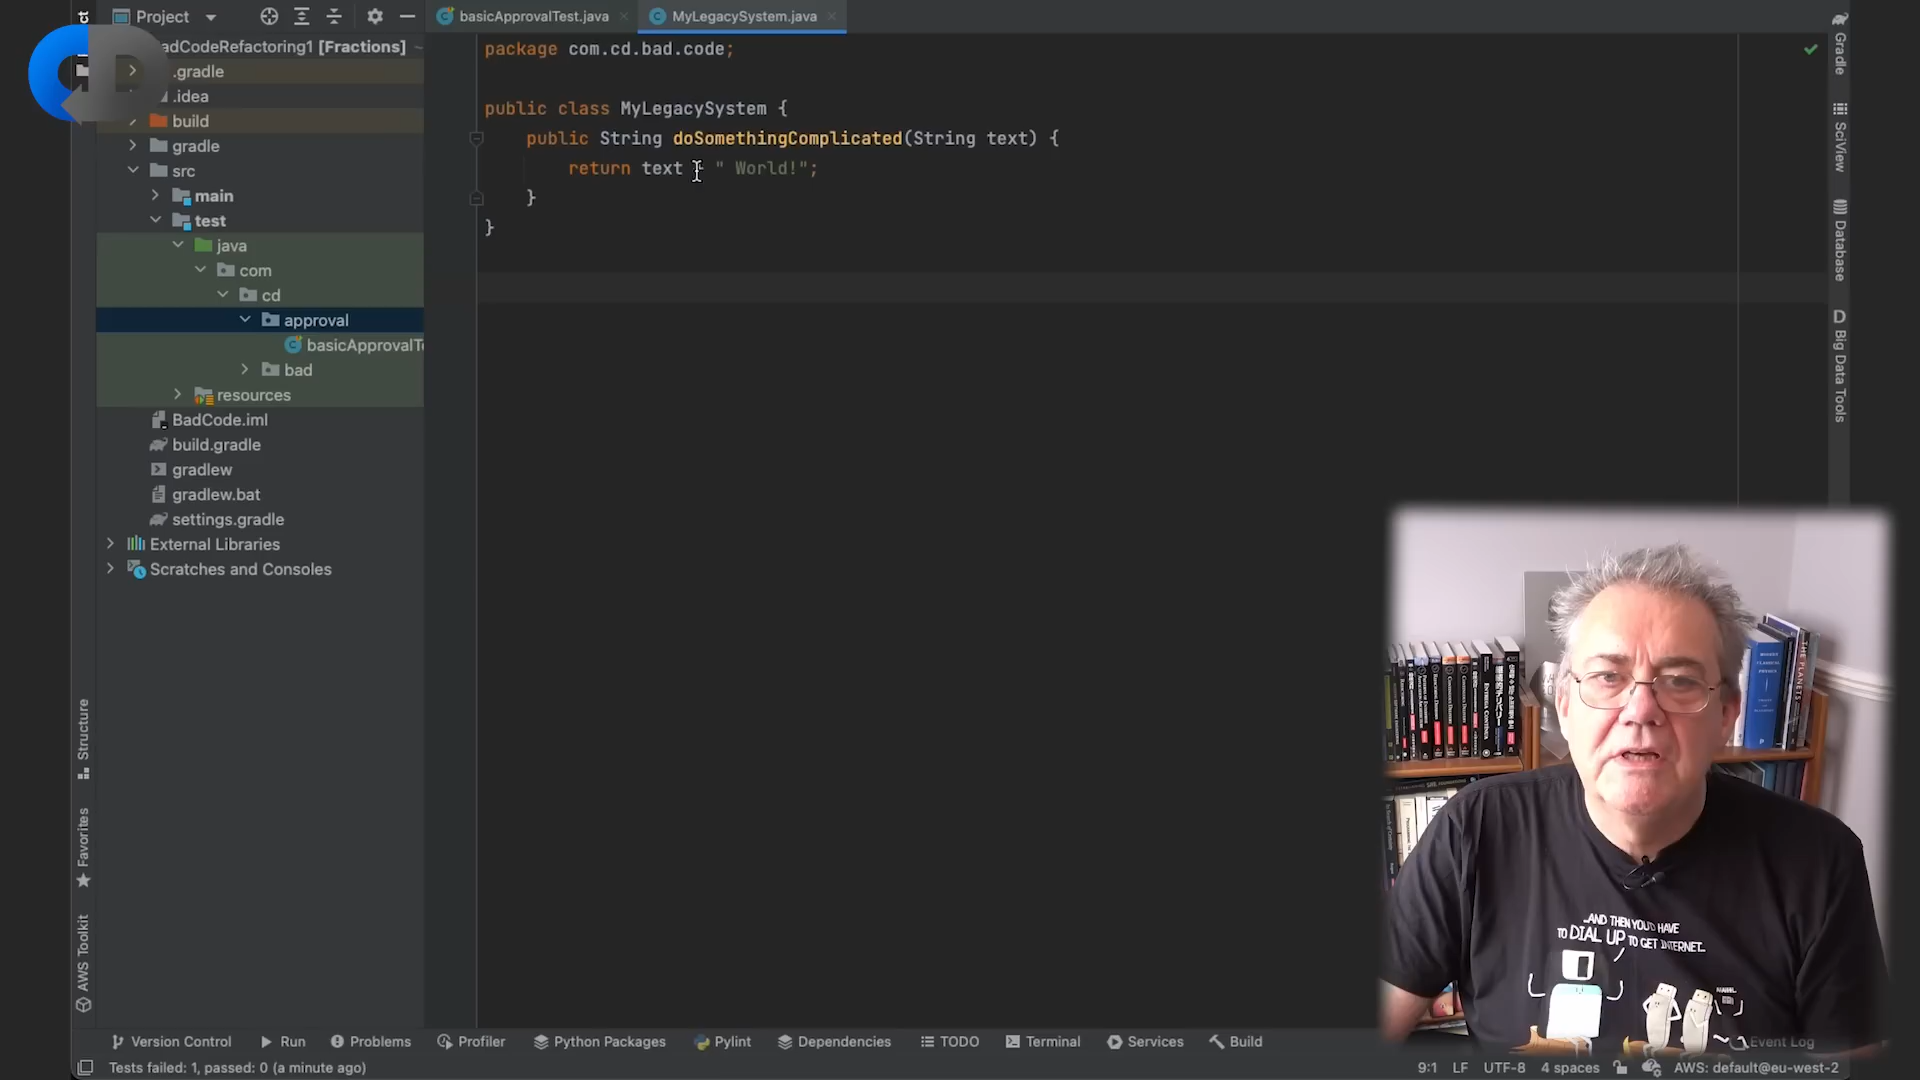 Project
basicApprovalTest.java
MyLegacySystem.java
adCodeRefactoring1 [Fractions] ~
.gradle
.idea
build
gradle
src
main
test
java
com
cd
approval
basicApprovalTe
bad
resources
BadCode.iml
build.gradle
gradlew
gradlew.bat
settings.gradle
External Libraries
Scratches and Consoles
package com.cd.bad.code;
public class MyLegacySystem {
public String doSomethingComplicated(String text) {
return text + " World!";
}
}
Gradle
SciView
Database
D
Big Data Tools
Structure
Favorites
AWS Toolkit
...AND THEN YOU'D HAVE
TO DIAL UP TO GET INTERNET...
Version Control
Run
Problems
Profiler
Python Packages
Pylint
Dependencies
TODO
Terminal
Services
Build
Event Log
Tests failed: 1, passed: 0 (a minute ago)
9:1
LF
UTF-8
4 spaces
AWS: default@eu-west-2